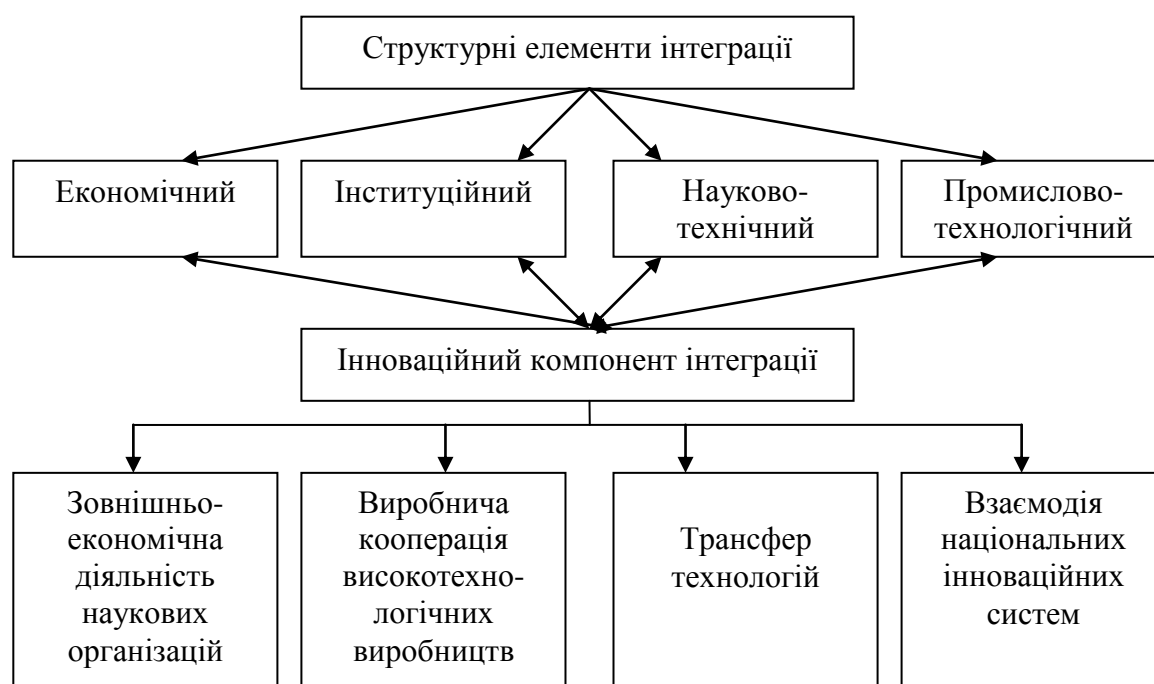 Структурні елементи інтеграції
Економічний
Інституційний
Науково-
технічний
Промислово-
технологічний
Інноваційний компонент інтеграції
Зовнішньо-
економічна
діяльність
наукових
організацій
Виробнича
кооперація
високотехно-
логічних
виробництв
Трансфер
технологій
Взаємодія
національних
інноваційних
систем